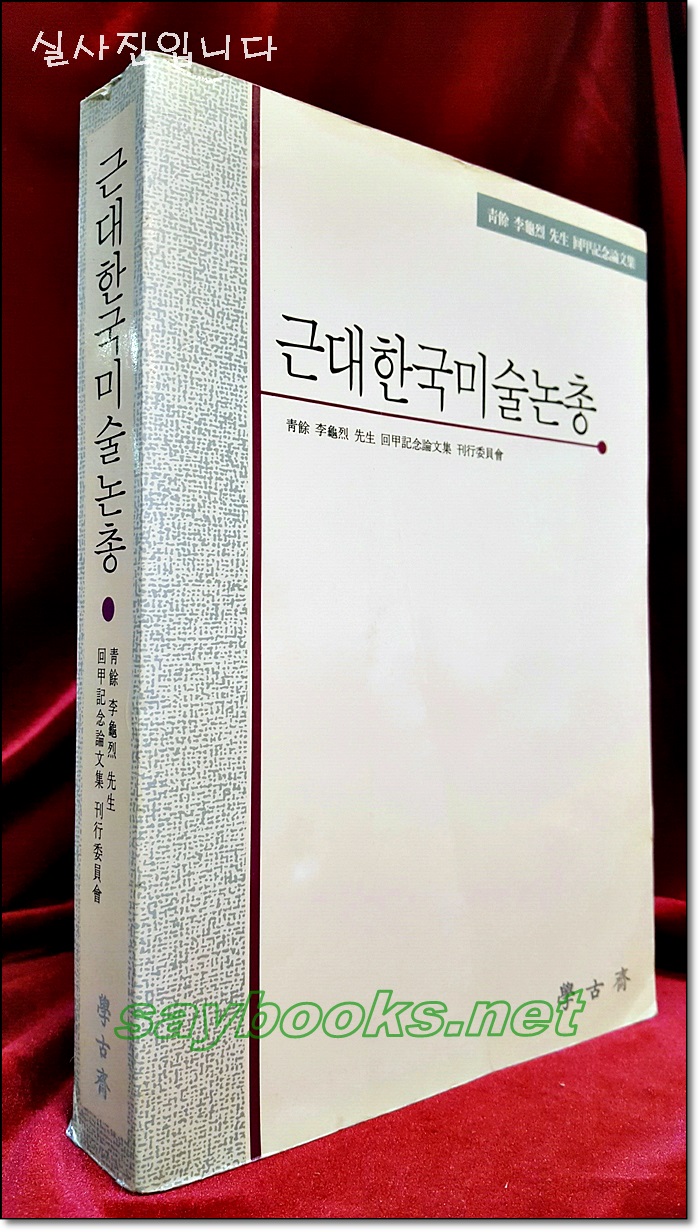 실사진입니다
靑餘 李龜烈 先生 回甲記念論文集
근대한국미술논총
靑餘 李龜烈 先生 回甲記念論文集 刊行委員會
學古齋
근대한국미술논총
靑餘 李龜烈 先生
回甲記念論文集 刊行委員會
學古齋
saybooks.net